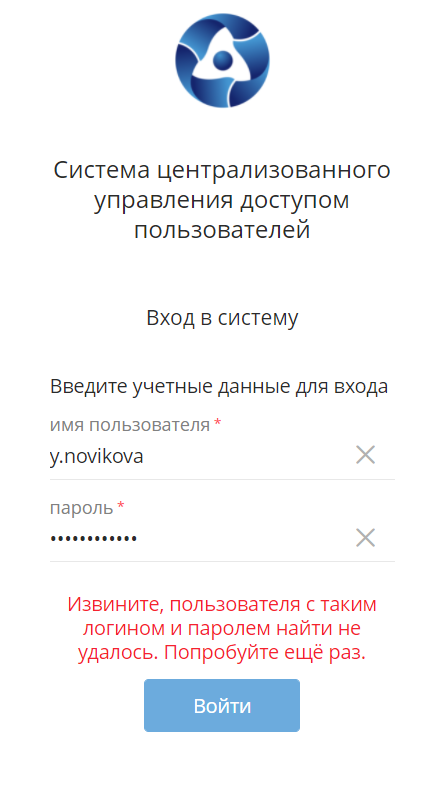 Система централизованного
управления доступом
пользователей
Вход в систему
Введите учетные данные для входа
имя пользователя *
y.novikova
пароль *
••••••••••••
Извините, пользователя с таким
логином и паролем найти не
удалось. Попробуйте ещё раз.
Войти